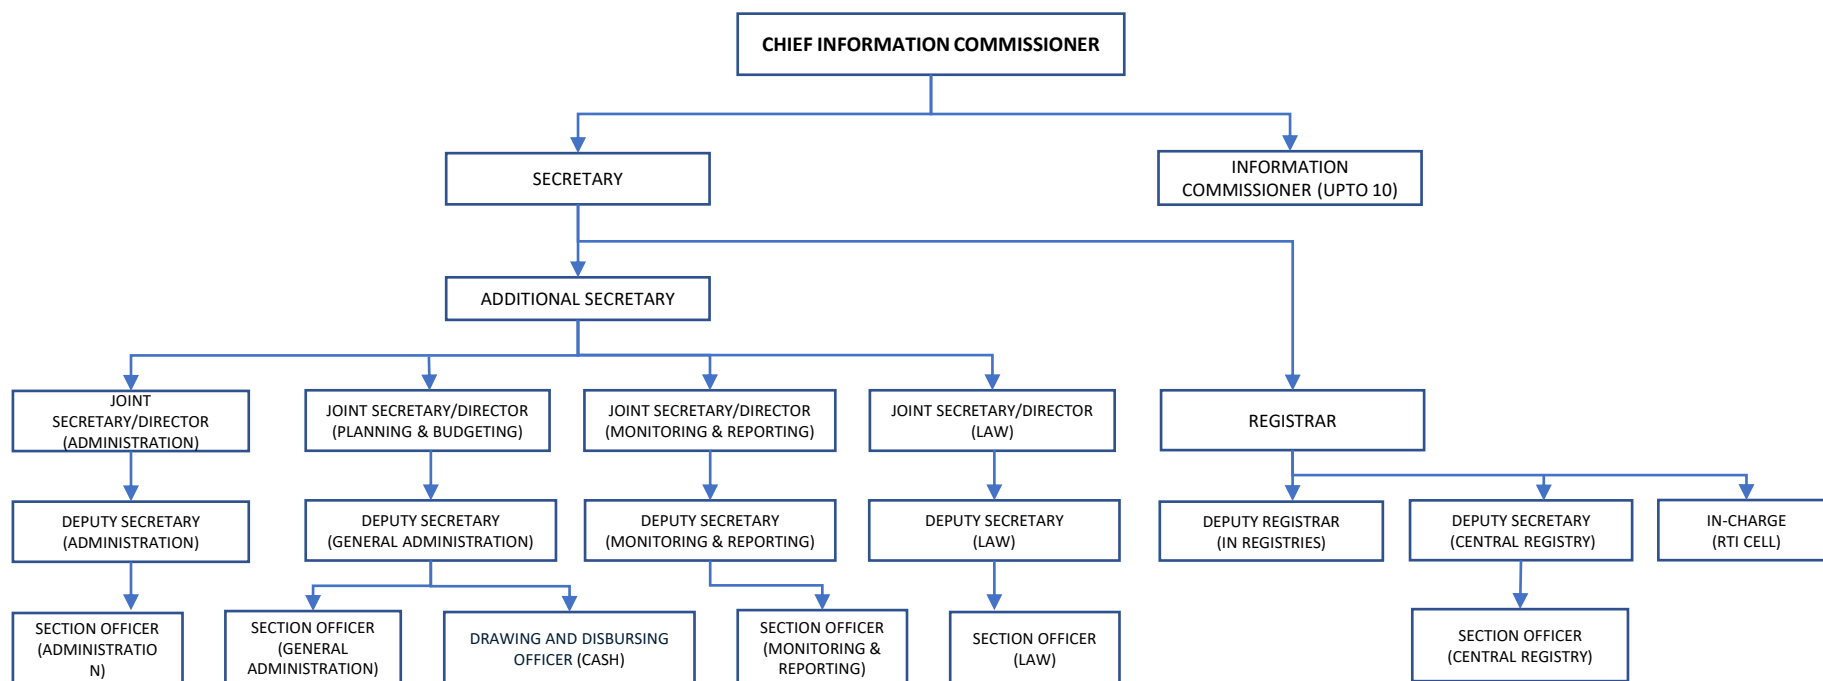 CHIEF INFORMATION COMMISSIONER
SECRETARY
INFORMATION
COMMISSIONER (UPTO 10)
ADDITIONAL SECRETARY
JOINT
SECRETARY/DIRECTOR
(ADMINISTRATION)
JOINT SECRETARY/DIRECTOR
(PLANNING & BUDGETING)
JOINT SECRETARY/DIRECTOR
(MONITORING & REPORTING)
JOINT SECRETARY/DIRECTOR
(LAW)
REGISTRAR
DEPUTY SECRETARY
(ADMINISTRATION)
DEPUTY SECRETARY
(GENERAL ADMINISTRATION)
DEPUTY SECRETARY
(MONITORING & REPORTING)
DEPUTY SECRETARY
(LAW)
DEPUTY REGISTRAR
(IN REGISTRIES)
DEPUTY SECRETARY
(CENTRAL REGISTRY)
IN-CHARGE
(RTI CELL)
SECTION OFFICER
(ADMINISTRATIO
N)
SECTION OFFICER
(GENERAL
ADMINISTRATION)
DRAWING AND DISBURSING
OFFICER (CASH)
SECTION OFFICER
(MONITORING &
REPORTING)
SECTION OFFICER
(LAW)
SECTION OFFICER
(CENTRAL REGISTRY)